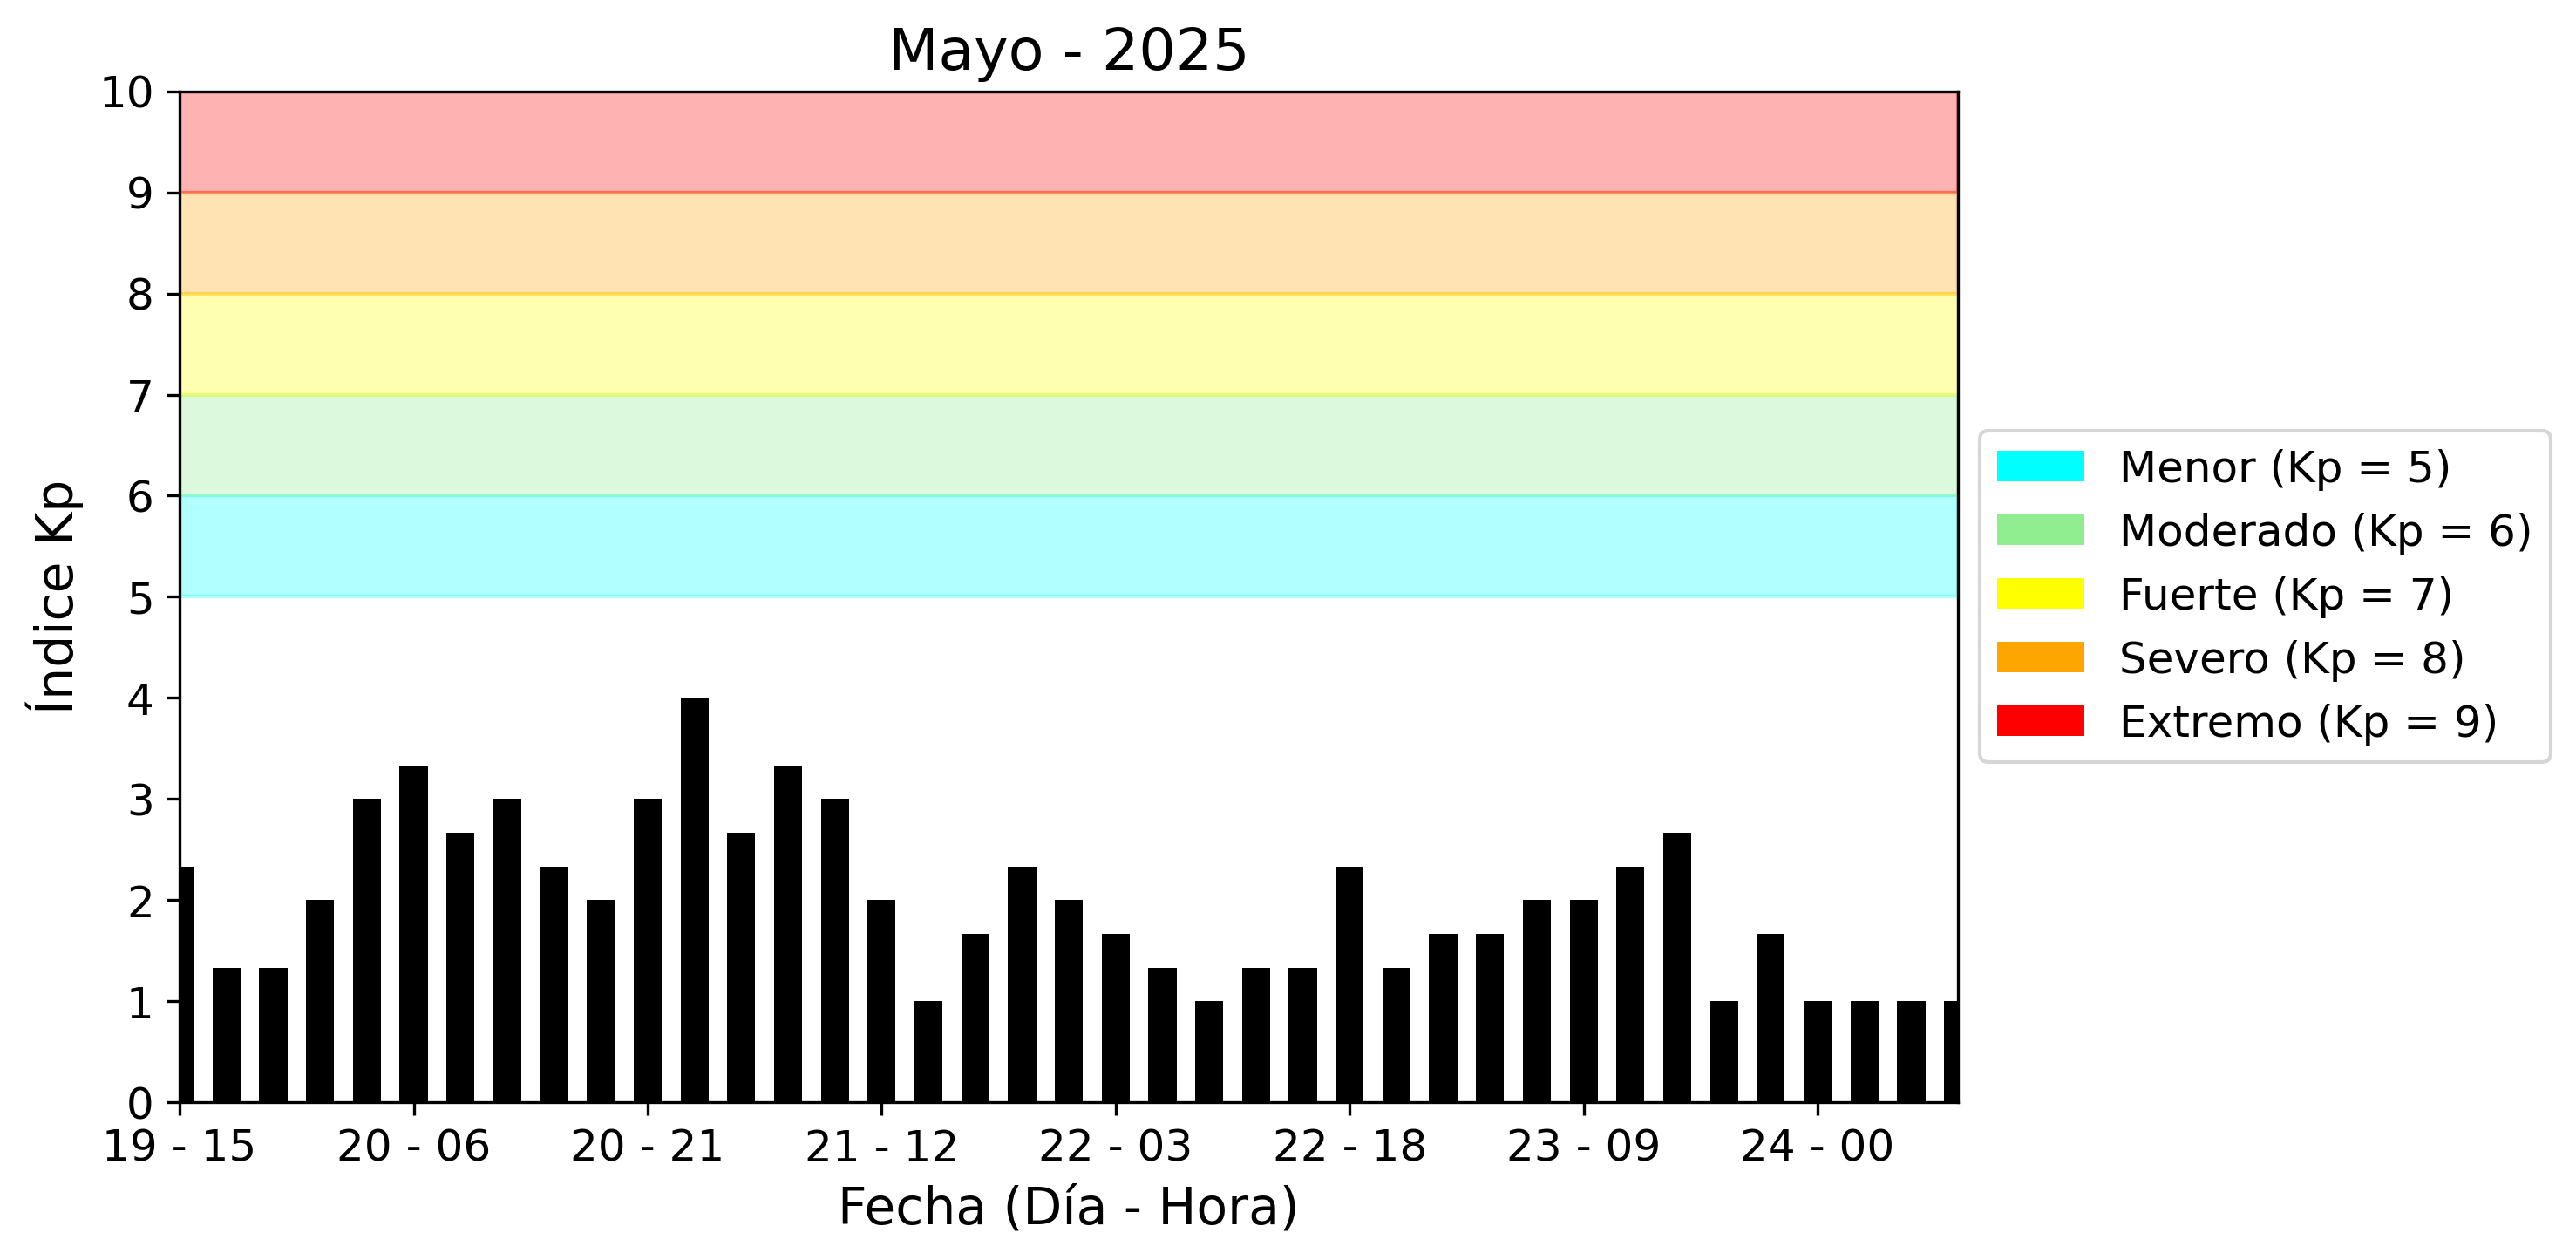 Mayo - 2025
10
9
8
7
6
5
4
3
2
1
0
Índice Kp
19 - 15
20 - 06
20 - 21
21 - 12
22 - 03
22 - 18
23 - 09
24 - 00
Fecha (Día - Hora)
Menor (Kp = 5)
Moderado (Kp = 6)
Fuerte (Kp = 7)
Severo (Kp = 8)
Extremo (Kp = 9)